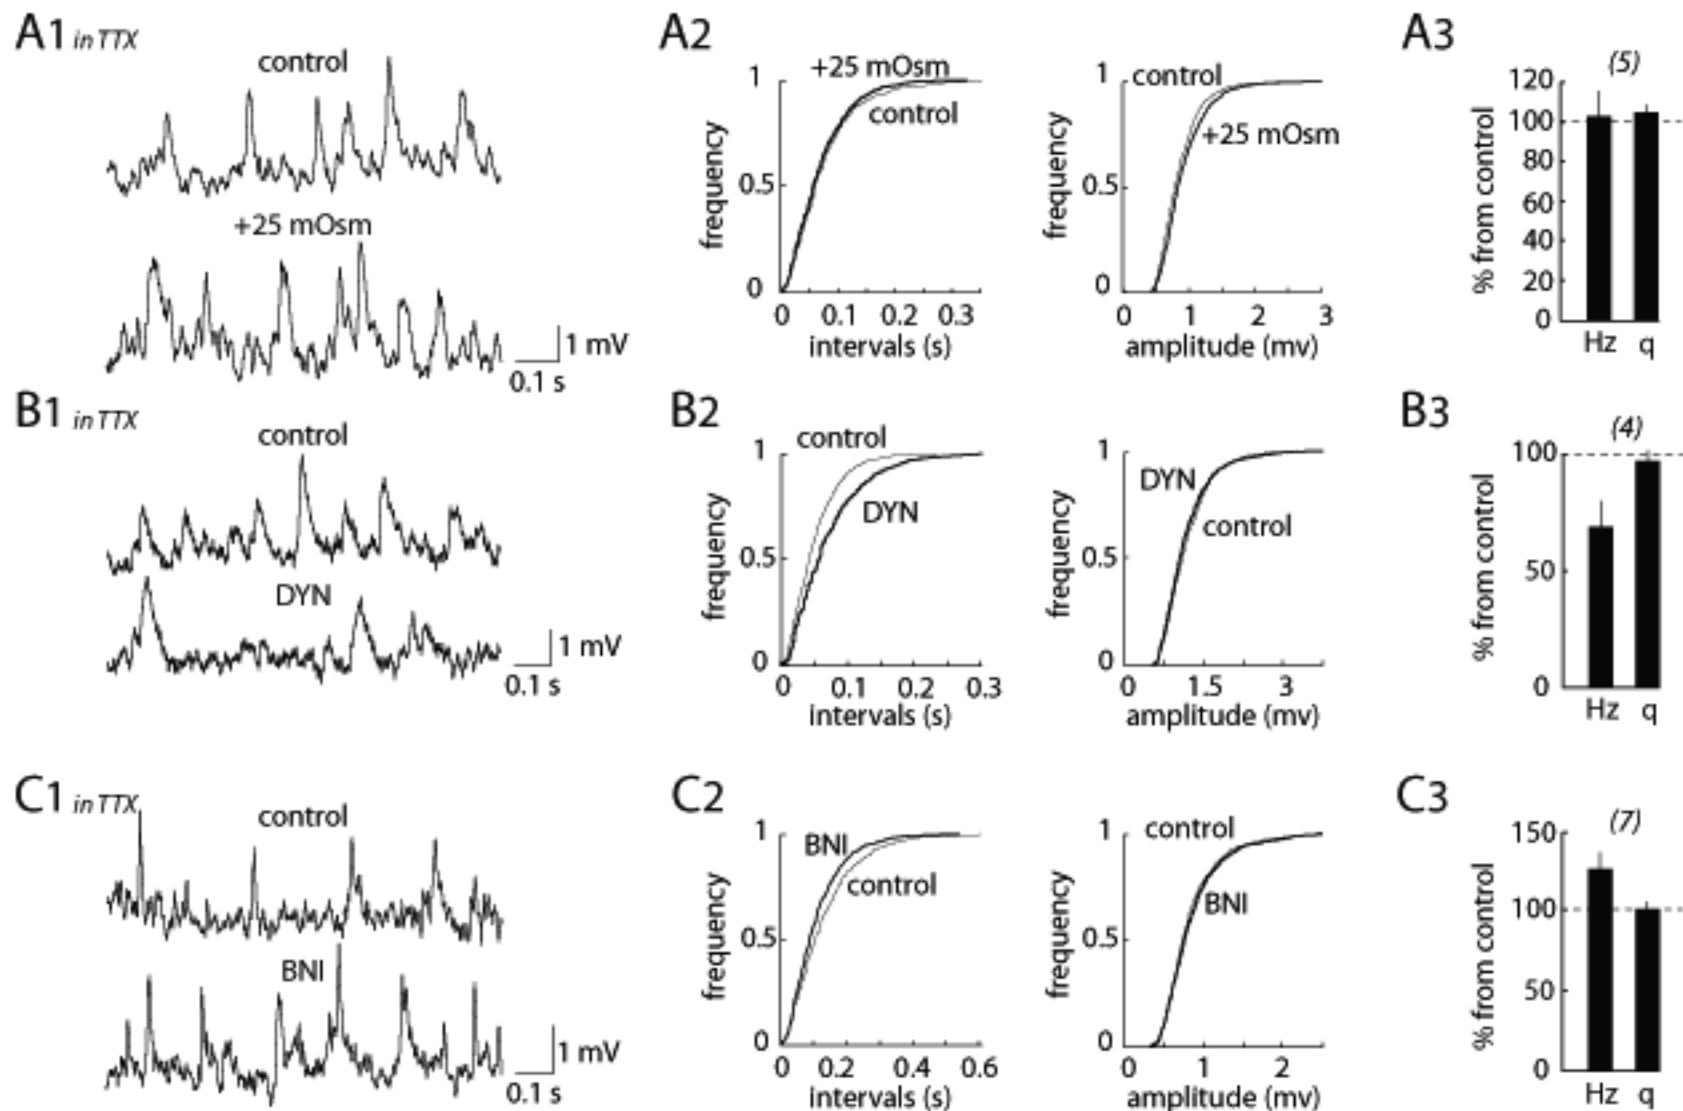 A1 in TTX
control
+25 mOsm
1 mV
0.1 s
A2
+25 mOsm
control
frequency
1
0.5
0
0 0.1 0.2 0.3
intervals (s)
control
+25 mOsm
frequency
1
0.5
0
0 1 2 3
amplitude (mv)
A3
(5)
% from control
120
100
80
60
40
20
0
Hz q
B1 in TTX
control
DYN
1 mV
0.1 s
B2
control
DYN
frequency
1
0.5
0
0 0.1 0.2 0.3
intervals (s)
DYN
control
frequency
1
0.5
0
0 1.5 3
amplitude (mv)
B3
(4)
% from control
100
50
0
Hz q
C1 in TTX
control
BNI
1 mV
0.1 s
C2
BNI
control
frequency
1
0.5
0
0 0.2 0.4 0.6
intervals (s)
control
BNI
frequency
1
0.5
0
0 1 2
amplitude (mv)
C3
(7)
% from control
150
100
50
0
Hz q